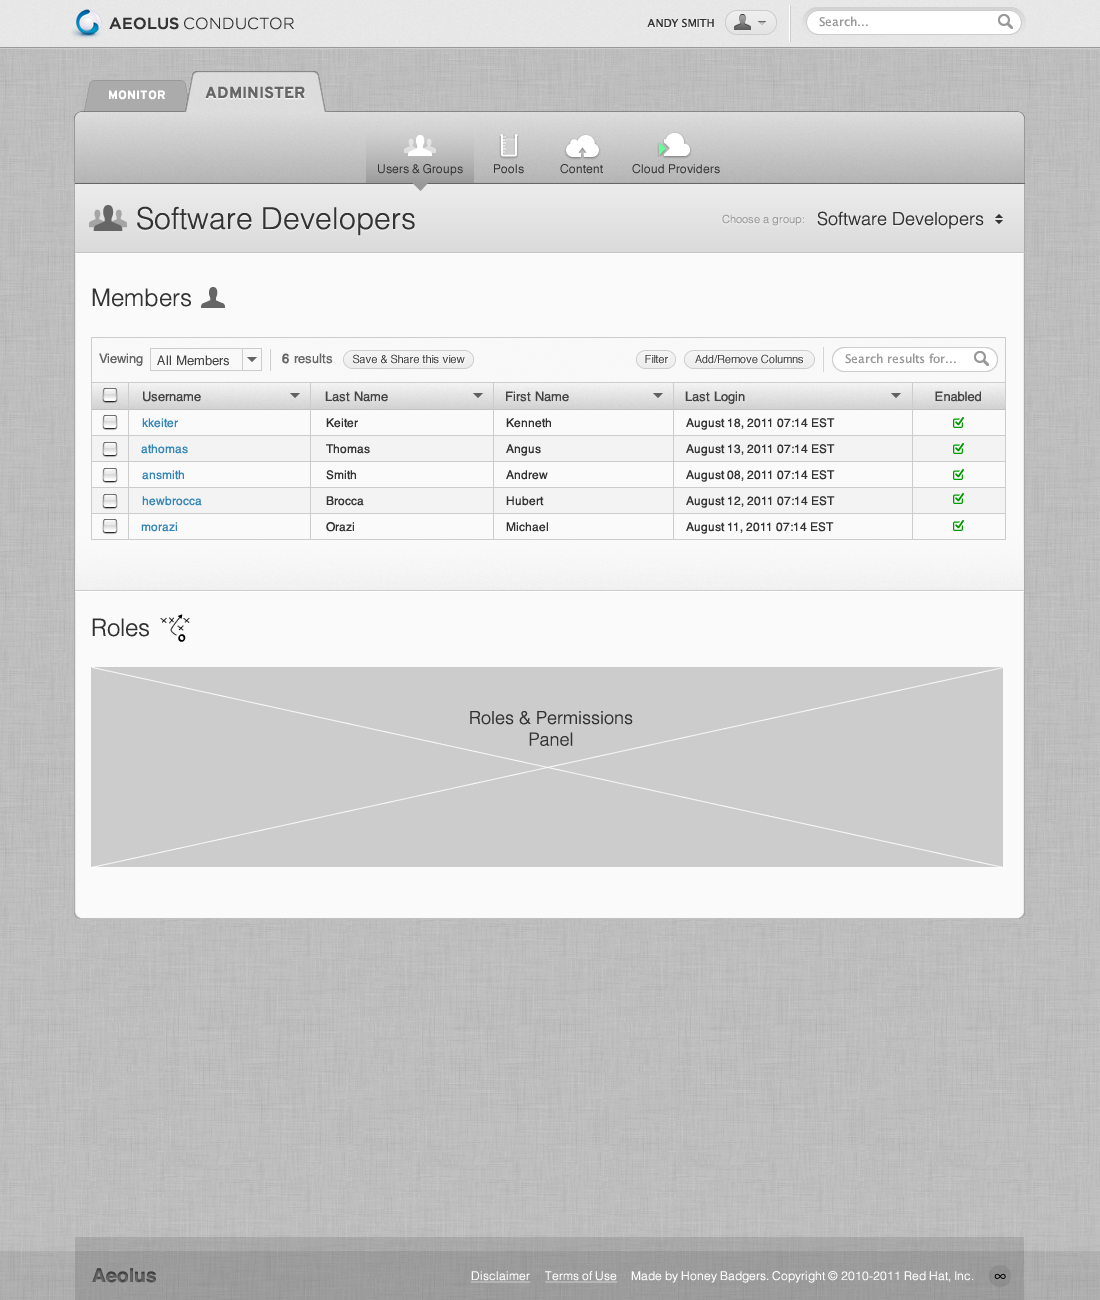 AEOLUS CONDUCTOR
ANDY SMITH
Search...
MONITOR
ADMINISTER
Users & Groups
Pools
Content
Cloud Providers
Software Developers
Choose a group: Software Developers
Members
Viewing All Members 6 results Save & Share this view Filter Add/Remove Columns Search results for...
Username Last Name First Name Last Login Enabled
kkeiter Keiter Kenneth August 18, 2011 07:14 EST
athomas Thomas Angus August 13, 2011 07:14 EST
ansmith Smith Andrew August 08, 2011 07:14 EST
hewbrocca Brocca Hubert August 12, 2011 07:14 EST
morazi Orazi Michael August 11, 2011 07:14 EST
Roles
Roles & Permissions
Panel
Aeolus
Disclaimer Terms of Use Made by Honey Badgers. Copyright © 2010-2011 Red Hat, Inc.